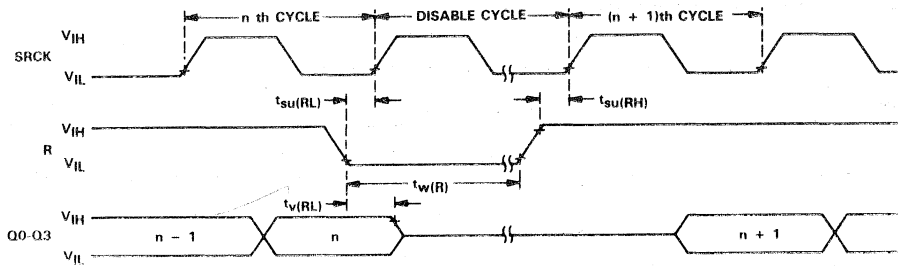 n th CYCLE DISABLE CYCLE (n + 1)th CYCLE
VIH
SRCK
VIL
tsu(RL) tsu(RH)
VIH
R
VIL
tw(R)
tv(RL)
VIH
Q0-Q3 n - 1 n n + 1
VIL